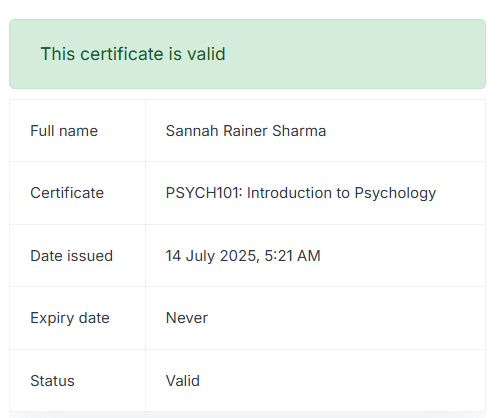 This certificate is valid
Full name Sannah Rainer Sharma
Certificate PSYCH101: Introduction to Psychology
Date issued 14 July 2025, 5:21 AM
Expiry date Never
Status Valid